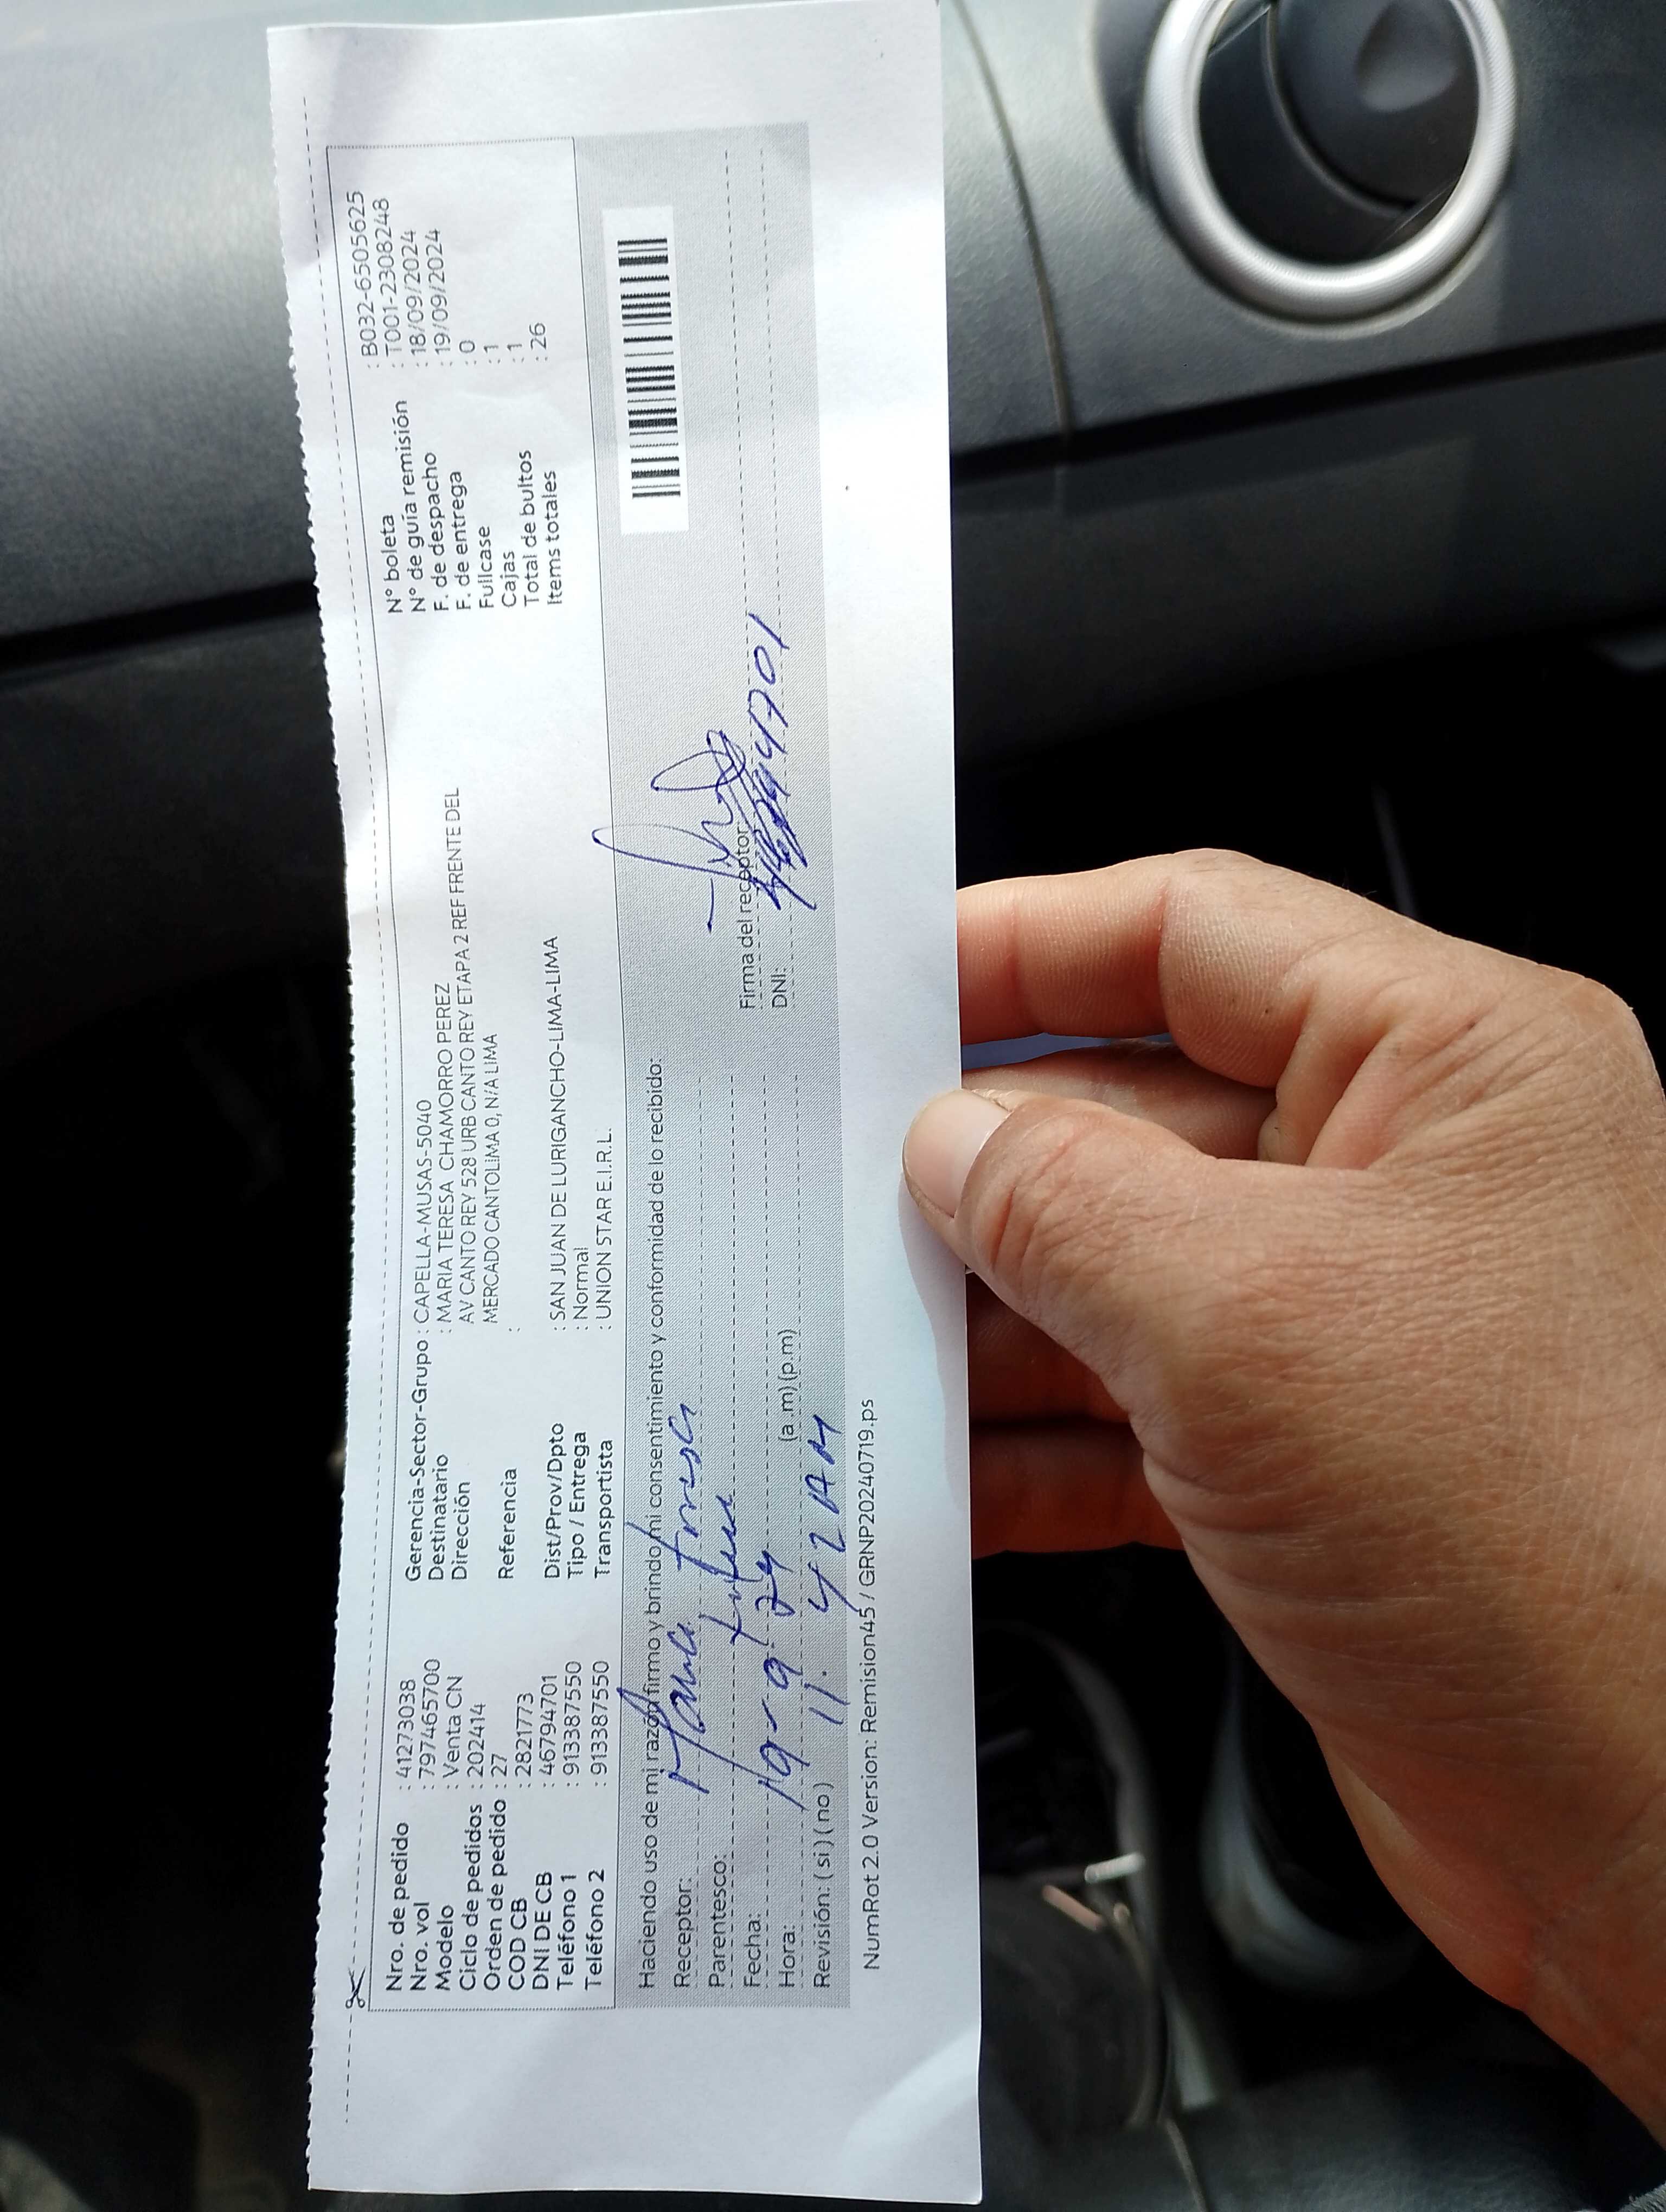 Nro. de pedido : 41273038
Nro. vol : 797465700
Modelo : Venta CN
Ciclo de pedidos : 202414
Orden de pedido : 27
COD CB : 2821773
DNI DE CB : 46794701
Teléfono 1 : 913387550
Teléfono 2 : 913387550
Gerencia-Sector-Grupo : CAPELLA-MUSAS-5040
Destinatario : MARIA TERESA CHAMORRO PEREZ
Dirección AV CANTO REY 528 URB CANTO REY ETAPA 2 REF FRENTE DEL
MERCADO CANTOLIMA 0, N/A LIMA
Referencia :
Dist/Prov/Dpto : SAN JUAN DE LURIGANCHO-LIMA-LIMA
Tipo / Entrega : Normal
Transportista : UNION STAR E.I.R.L.
N° boleta : B032-6505625
N° de guía remisión : T001-2308248
F. de despacho : 18/09/2024
F. de entrega : 19/09/2024
Fullcase : 0
Cajas : 1
Total de bultos : 1
Items totales : 26
Haciendo uso de mi razón firmo y brindo mi consentimiento y conformidad de lo recibido:
Receptor: Maria Teresa
Parentesco:
Fecha: 19-9-24
Hora: 11:42 AM (a.m) (p.m)
Revisión: ( si ) ( no )
Firma del receptor:
DNI: 4701
NumRot 2.0 Version: Remision45 / GRNP20240719.ps